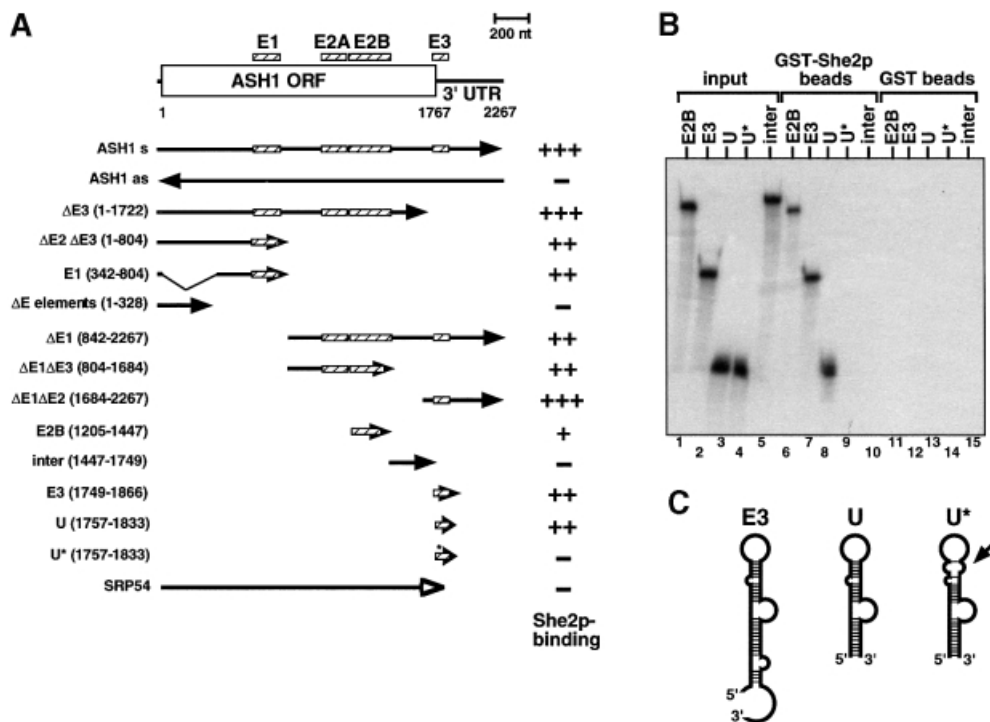 A
200 nt
E1 E2A E2B E3
ASH1 ORF
3' UTR
1 1767 2267
ASH1 s +++
ASH1 as –
ΔE3 (1-1722) +++
ΔE2 ΔE3 (1-804) ++
E1 (342-804) ++
ΔE elements (1-328) –
ΔE1 (842-2267) ++
ΔE1ΔE3 (804-1684) ++
ΔE1ΔE2 (1684-2267) +++
E2B (1205-1447) +
inter (1447-1749) –
E3 (1749-1866) ++
U (1757-1833) ++
U* (1757-1833) –
*
SRP54 –
She2p-
binding
B
GST-She2p
input beads GST beads
E2B E3 U U* inter E2B E3 U U* inter E2B E3 U U* inter
1 2 3 4 5 6 7 8 9 10 11 12 13 14 15
C
E3 U U*
5' 3' 5' 3' 5' 3'